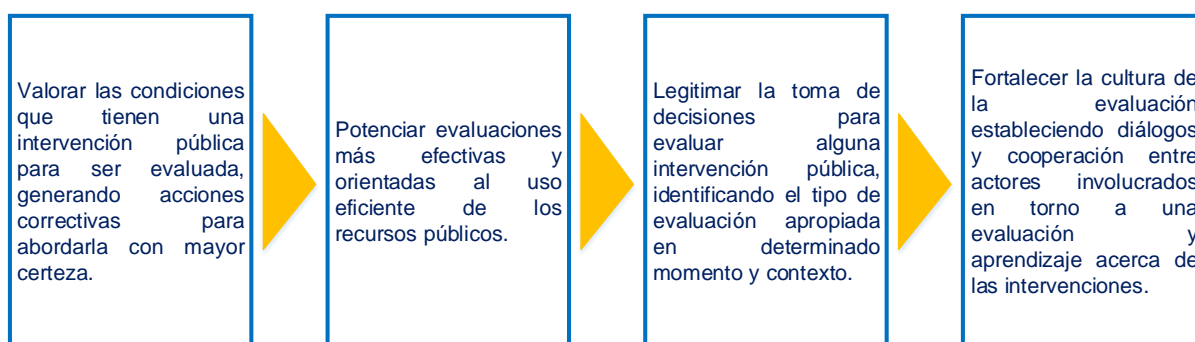 Valorar las condiciones
que tienen una
intervención pública
para ser evaluada,
generando acciones
correctivas para
abordarla con mayor
certeza.
Potenciar evaluaciones
más efectivas y
orientadas al uso
eficiente de los
recursos públicos.
Legitimar la toma de
decisiones para
evaluar alguna
intervención pública,
identificando el tipo de
evaluación apropiada
en determinado
momento y contexto.
Fortalecer la cultura de
la evaluación
estableciendo diálogos
y cooperación entre
actores involucrados
en torno a una
evaluación y
aprendizaje acerca de
las intervenciones.